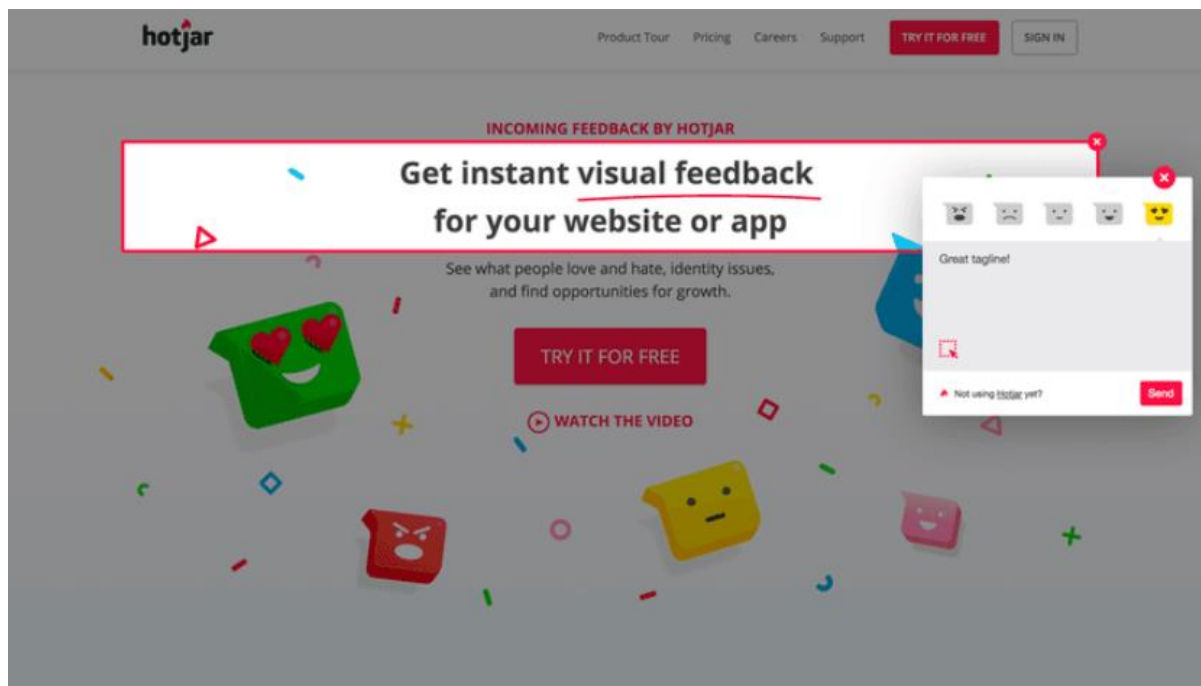 hotjar
Product Tour Pricing Careers Support TRY IT FOR FREE SIGN IN
INCOMING FEEDBACK BY HOTJAR
Get instant visual feedback
for your website or app
See what people love and hate, identity issues,
and find opportunities for growth.
TRY IT FOR FREE
WATCH THE VIDEO
Great tagline!
Not using Hotjar yet?
Send